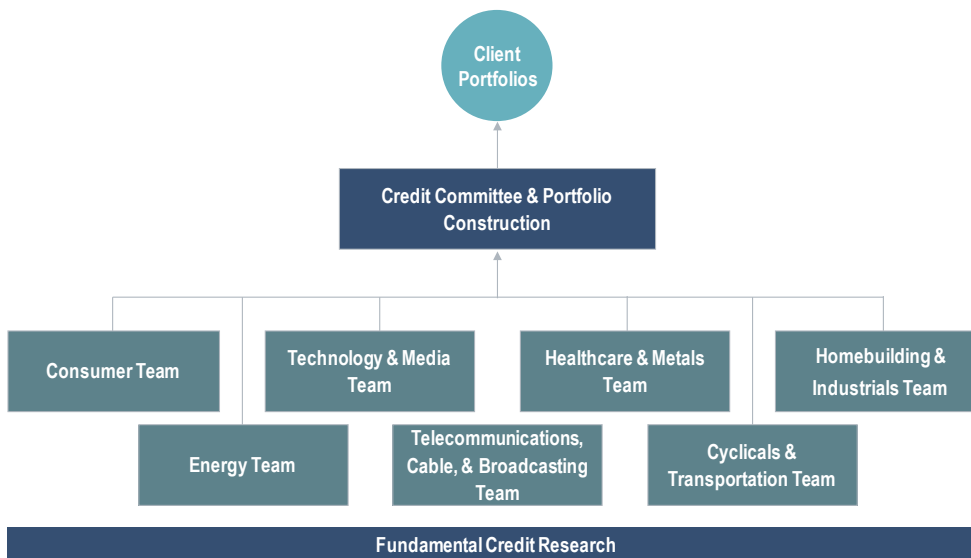 Client
Portfolios
Credit Committee & Portfolio
Construction
Consumer Team
Technology & Media
Team
Healthcare & Metals
Team
Homebuilding &
Industrials Team
Energy Team
Telecommunications,
Cable, & Broadcasting
Team
Cyclicals &
Transportation Team
Fundamental Credit Research